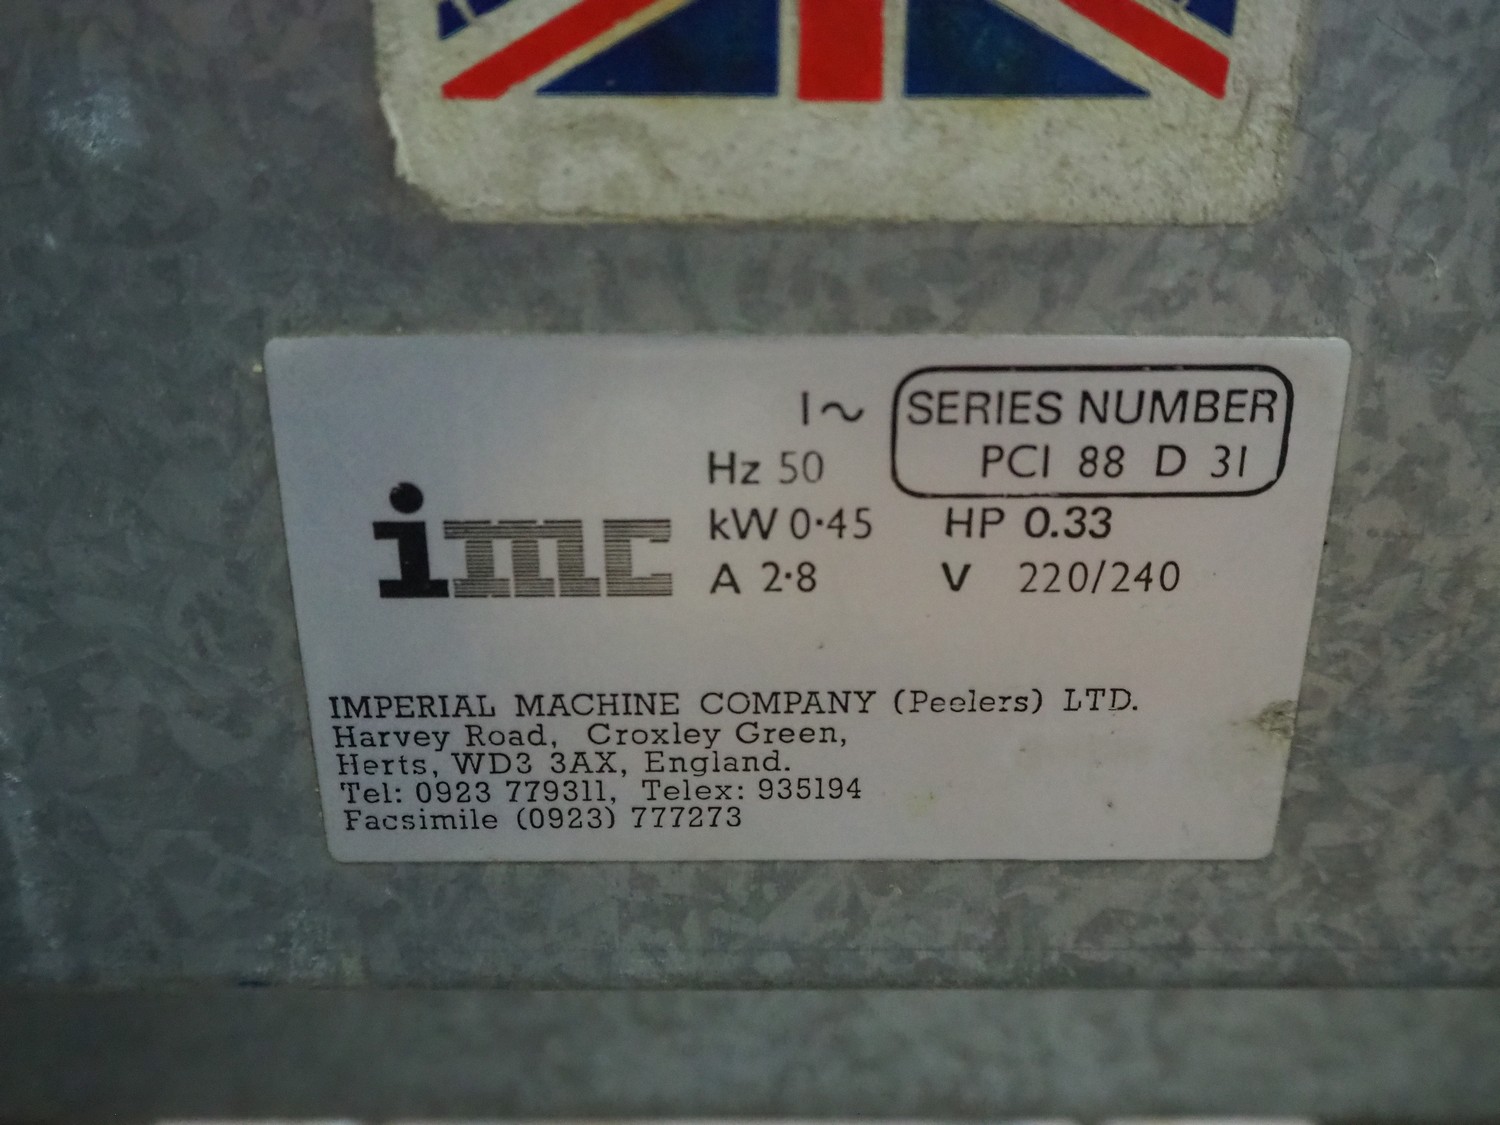 1~
SERIES NUMBER
PCI 88 D 31
Hz 50
kW 0·45 HP 0.33
A 2·8 V 220/240
imc
IMPERIAL MACHINE COMPANY (Peelers) LTD.
Harvey Road, Croxley Green,
Herts, WD3 3AX, England.
Tel: 0923 779311, Telex: 935194
Facsimile (0923) 777273